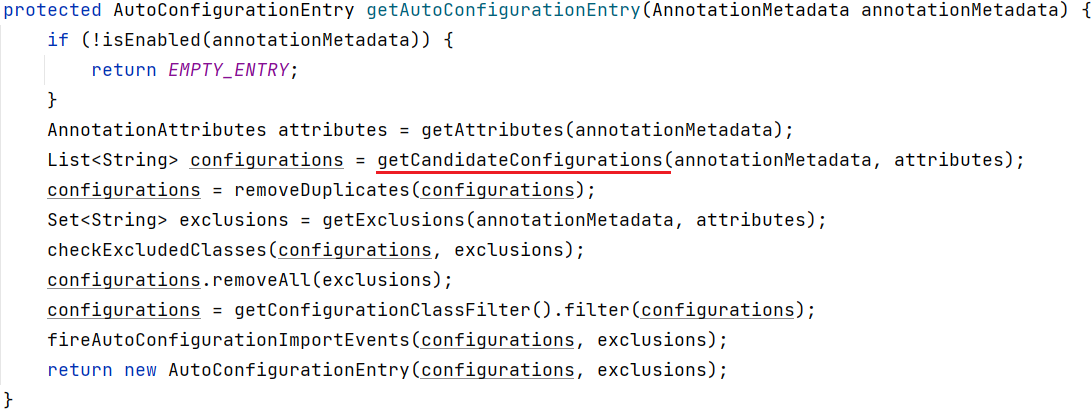 protected AutoConfigurationEntry getAutoConfigurationEntry(AnnotationMetadata annotationMetadata) {
    if (!isEnabled(annotationMetadata)) {
        return EMPTY_ENTRY;
    }
    AnnotationAttributes attributes = getAttributes(annotationMetadata);
    List<String> configurations = getCandidateConfigurations(annotationMetadata, attributes);
    configurations = removeDuplicates(configurations);
    Set<String> exclusions = getExclusions(annotationMetadata, attributes);
    checkExcludedClasses(configurations, exclusions);
    configurations.removeAll(exclusions);
    configurations = getConfigurationClassFilter().filter(configurations);
    fireAutoConfigurationImportEvents(configurations, exclusions);
    return new AutoConfigurationEntry(configurations, exclusions);
}